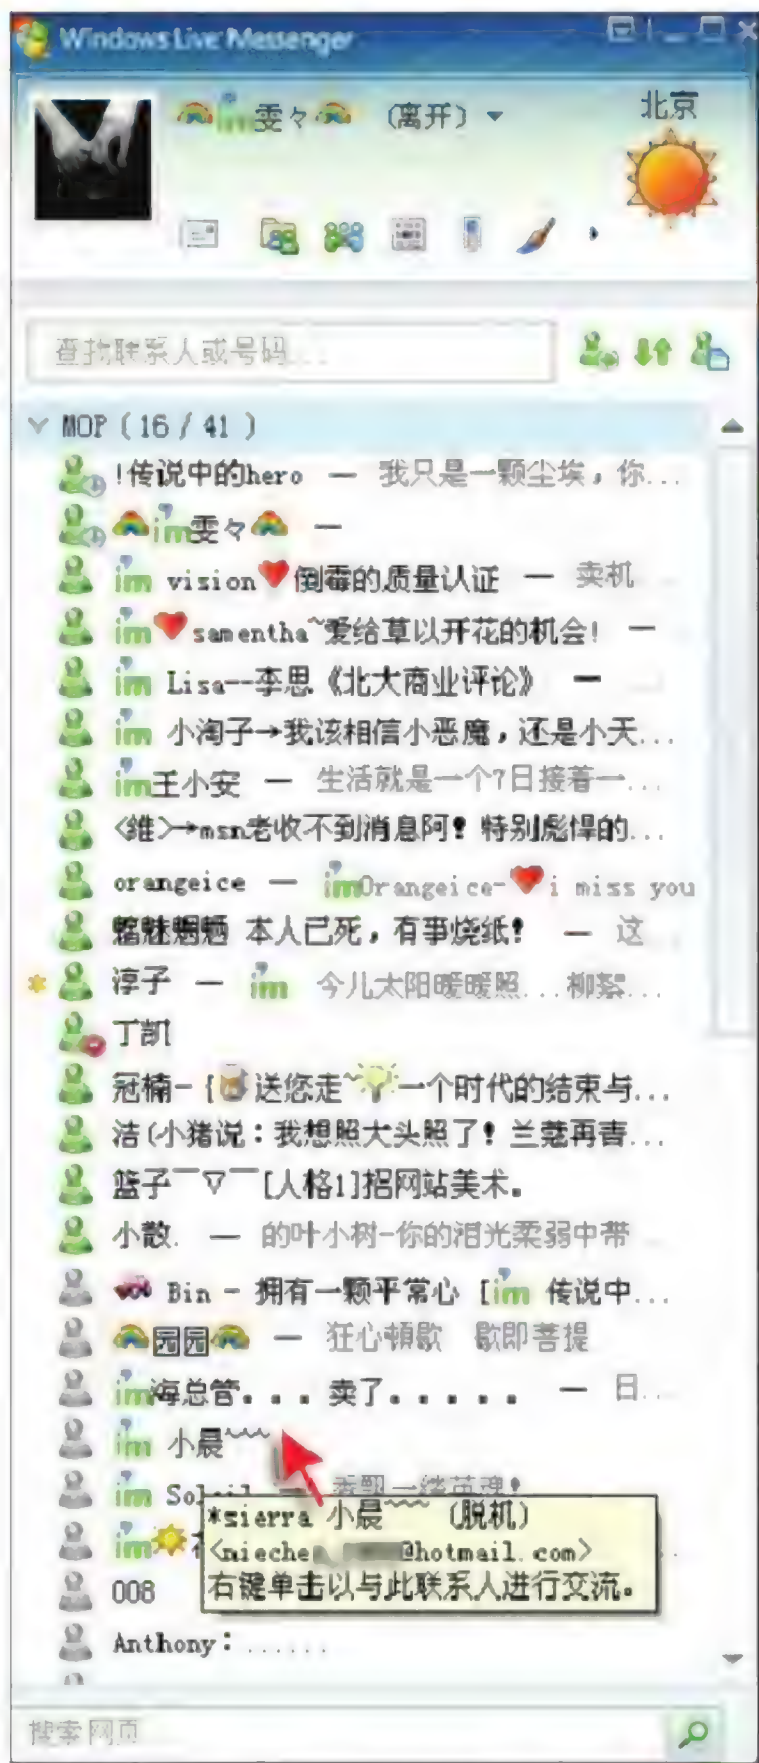 Windows Live Messenger
im雯々 (离开)
北京
查找联系人或号码...
MOP ( 16 / 41 )
!传说中的hero — 我只是一颗尘埃，你...
im雯々 —
im vision❤倒霉的质量认证 — 卖机
im❤samentha~爱给草以开花的机会! —
im Lisa--李思《北大商业评论》 —
im 小淘子→我该相信小恶魔，还是小天...
im王小安 — 生活就是一个7日接着一...
〈維〉→msn老收不到消息阿！特别彪悍的...
orangeice — imOrangeice-❤i miss you
魑魅魍魉 本人已死，有事烧纸！ — 这
淳子 — im 今儿太阳暖暖照...柳絮...
丁凯
冠楠- [ 送您走~ 一个时代的结束与...
洁(小猪说：我想照大头照了！兰蔻再青...
篮子￣▽￣[人格1]招网站美术。
小散. — 的叶小树-你的泪光柔弱中带
Bin - 拥有一颗平常心 [im 传说中...
园园 — 狂心頓歇 歇即菩提
im海总管。。。卖了。。。。。 — 日...
im 小晨~~~
im
im
*sierra 小晨~~~ (脱机)
<nieche @hotmail.com>
右键单击以与此联系人进行交流。
008
Anthony：......
搜索网页